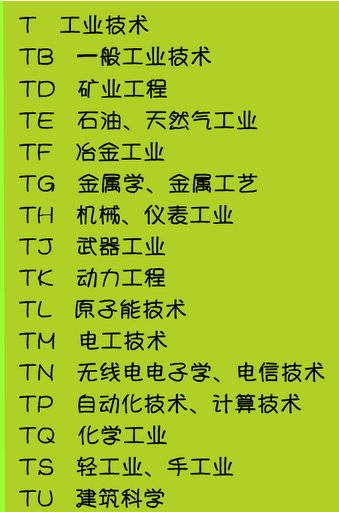 T 工业技术
TB 一般工业技术
TD 矿业工程
TE 石油、天然气工业
TF 冶金工业
TG 金属学、金属工艺
TH 机械、仪表工业
TJ 武器工业
TK 动力工程
TL 原子能技术
TM 电工技术
TN 无线电电子学、电信技术
TP 自动化技术、计算技术
TQ 化学工业
TS 轻工业、手工业
TU 建筑科学